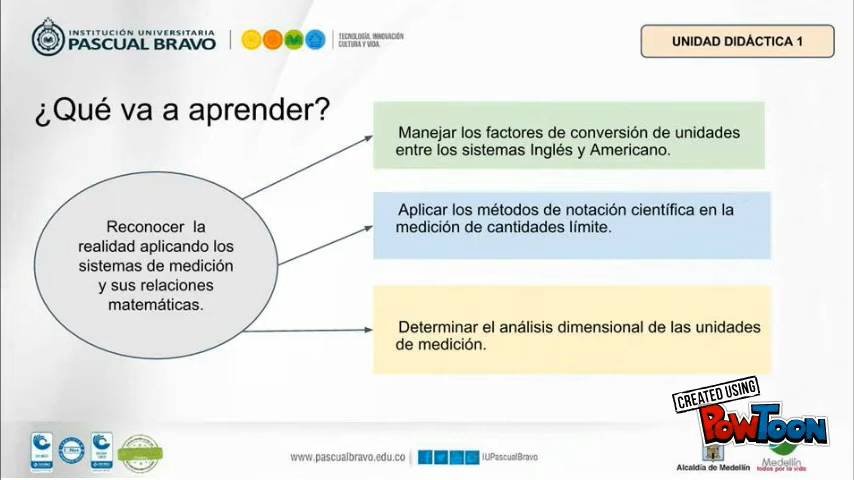 INSTITUCIÓN UNIVERSITARIA
PASCUAL BRAVO
TECNOLOGÍA, INNOVACIÓN
CULTURA Y VIDA.
UNIDAD DIDÁCTICA 1
¿Qué va a aprender?
Reconocer la
realidad aplicando los
sistemas de medición
y sus relaciones
matemáticas.
Manejar los factores de conversión de unidades
entre los sistemas Inglés y Americano.
Aplicar los métodos de notación científica en la
medición de cantidades límite.
Determinar el análisis dimensional de las unidades
de medición.
CREATED USING
POWTOON
www.pascualbravo.edu.co
IUPascualBravo
Alcaldía de Medellín
Medellín
todos por la vida